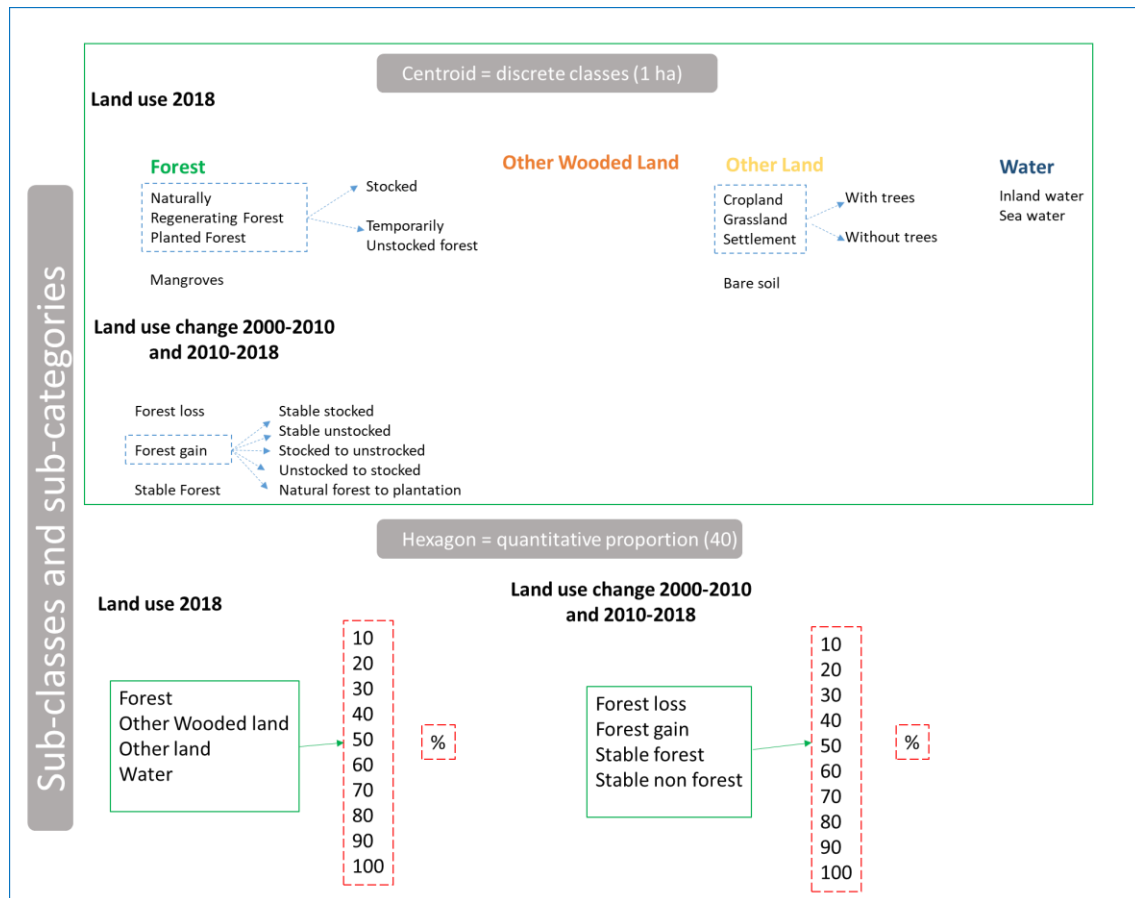 Sub-classes and sub-categories
Centroid = discrete classes (1 ha)
Land use 2018
Forest
Naturally
Regenerating Forest
Planted Forest
Stocked
Temporarily
Unstocked forest
Mangroves
Other Wooded Land
Other Land
Cropland
Grassland
Settlement
With trees
Without trees
Bare soil
Water
Inland water
Sea water
Land use change 2000-2010
and 2010-2018
Forest loss
Forest gain
Stable Forest
Stable stocked
Stable unstocked
Stocked to unstrocked
Unstocked to stocked
Natural forest to plantation
Hexagon = quantitative proportion (40)
Land use 2018
Forest
Other Wooded land
Other land
Water
10
20
30
40
50
60
70
80
90
100
%
Land use change 2000-2010
and 2010-2018
Forest loss
Forest gain
Stable forest
Stable non forest
10
20
30
40
50
60
70
80
90
100
%